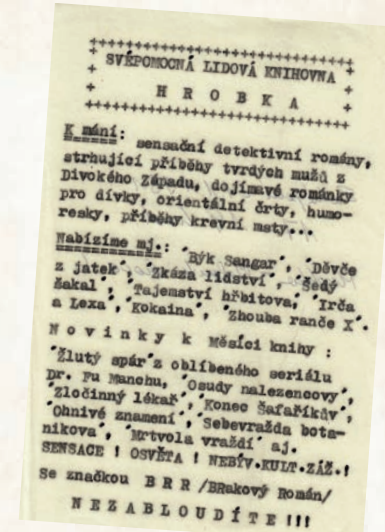 ++++++++++++++++++++++++++++
+ SVÉPOMOCNÁ LIDOVÁ KNIHOVNA +
+ H R O B K A +
++++++++++++++++++++++++++++
K mání: sensační detektivní romány,
strhující příběhy tvrdých mužů z
Divokého Západu, dojímavé románky
pro dívky, orientální črty, humo-
resky, příběhy krevní msty...
Nabízíme mj.: ´Býk Sangar´, ´Děvče
z jatek´, ´Zkáza lidství´, ´Šedý
šakal´, ´Tajemství hřbitova´, ´Irča
a Lexa´, ´Kokaina´, ´Zhouba ranče X´.
N o v i n k y k Měsíci knihy :
´Žlutý spár´z oblíbeného seriálu
Dr. Fu Manchu, ´Osudy nalezencovy´,
´Zločinný lékař´, ´Konec Šafaříkův´,
´Ohnivé znamení´, ´Sebevražda bota-
nikova´, ´Mrtvola vraždí´ aj.
SENSACE ! OSVĚTA ! NEBÝV.KULT.ZÁŽ.!
Se značkou B R R /BRakový Román/
N E Z A B L O U D Í T E !!!